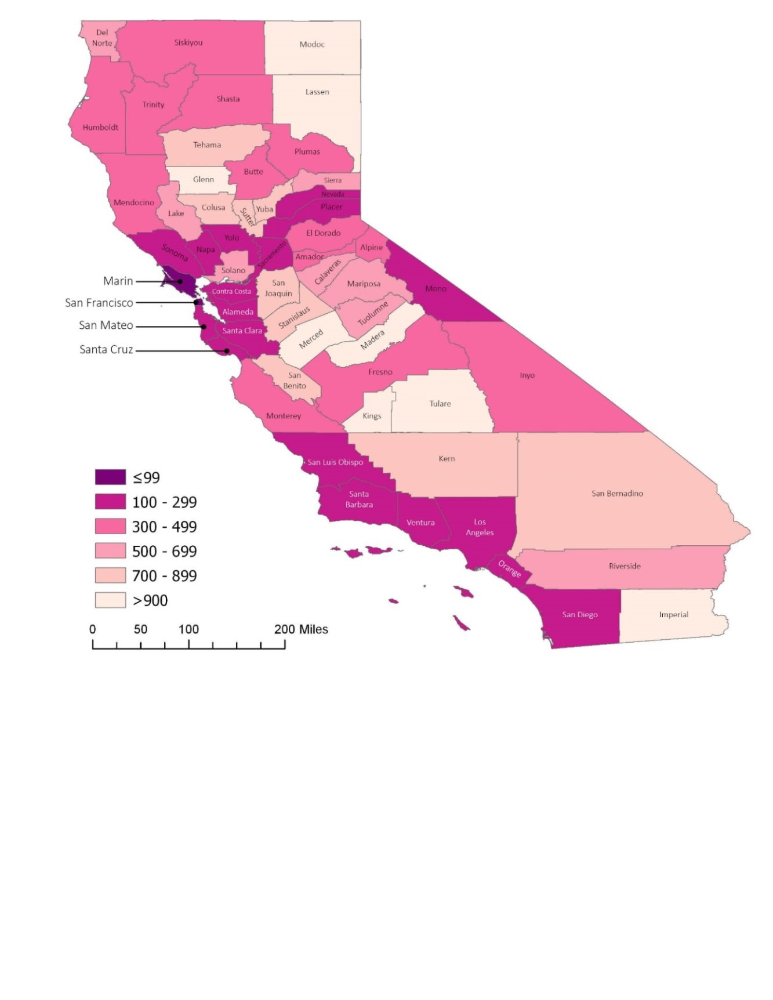 Del
Norte
Siskiyou
Modoc
Lassen
Shasta
Trinity
Humboldt
Tehama
Plumas
Butte
Glenn
Sierra
Nevada
Mendocino
Colusa
Sutter
Yuba
Placer
Lake
El Dorado
Yolo
Napa
Sonoma
Sacramento
Alpine
Amador
Solano
Calaveras
Marin
San
Joaquin
Mariposa
Mono
Contra Costa
San Francisco
Alameda
Stanislaus
Tuolumne
San Mateo
Santa Clara
Merced
Madera
Santa Cruz
San
Benito
Fresno
Inyo
Monterey
Kings
Tulare
San Luis Obispo
Kern
San Bernadino
Santa
Barbara
Ventura
Los
Angeles
Orange
Riverside
San Diego
Imperial
≤99
100 - 299
300 - 499
500 - 699
700 - 899
>900
0 50 100 200 Miles